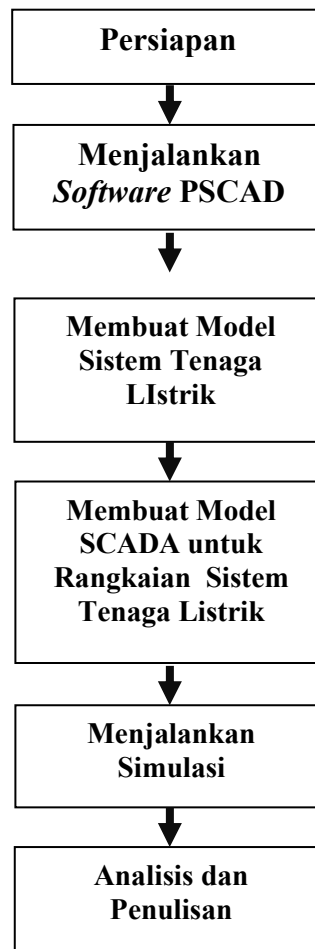 Persiapan
Menjalankan
Software PSCAD
Membuat Model
Sistem Tenaga
LIstrik
Membuat Model
SCADA untuk
Rangkaian Sistem
Tenaga Listrik
Menjalankan
Simulasi
Analisis dan
Penulisan